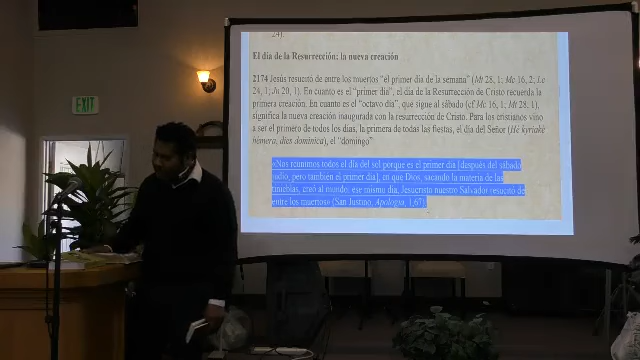 24).
El día de la Resurrección: la nueva creación
2174 Jesús resucitó de entre los muertos “el primer día de la semana” (Mt 28, 1; Mc 16, 2; Lc
24, 1; Jn 20, 1). En cuanto es el “primer día”, el día de la Resurrección de Cristo recuerda la
primera creación. En cuanto es el “octavo día”, que sigue al sábado (cf Mc 16, 1; Mt 28, 1),
significa la nueva creación inaugurada con la resurrección de Cristo. Para los cristianos vino
a ser el primero de todos los días, la primera de todas las fiestas, el día del Señor (Hé kyriakè
hémera, dies dominica), el “domingo”
«Nos reunimos todos el día del sol porque es el primer día [después del sábado
judío, pero también el primer día], en que Dios, sacando la materia de las
tinieblas, creó al mundo; ese mismo día, Jesucristo nuestro Salvador resucitó de
entre los muertos» (San Justino, Apologia, 1,67).
EXIT